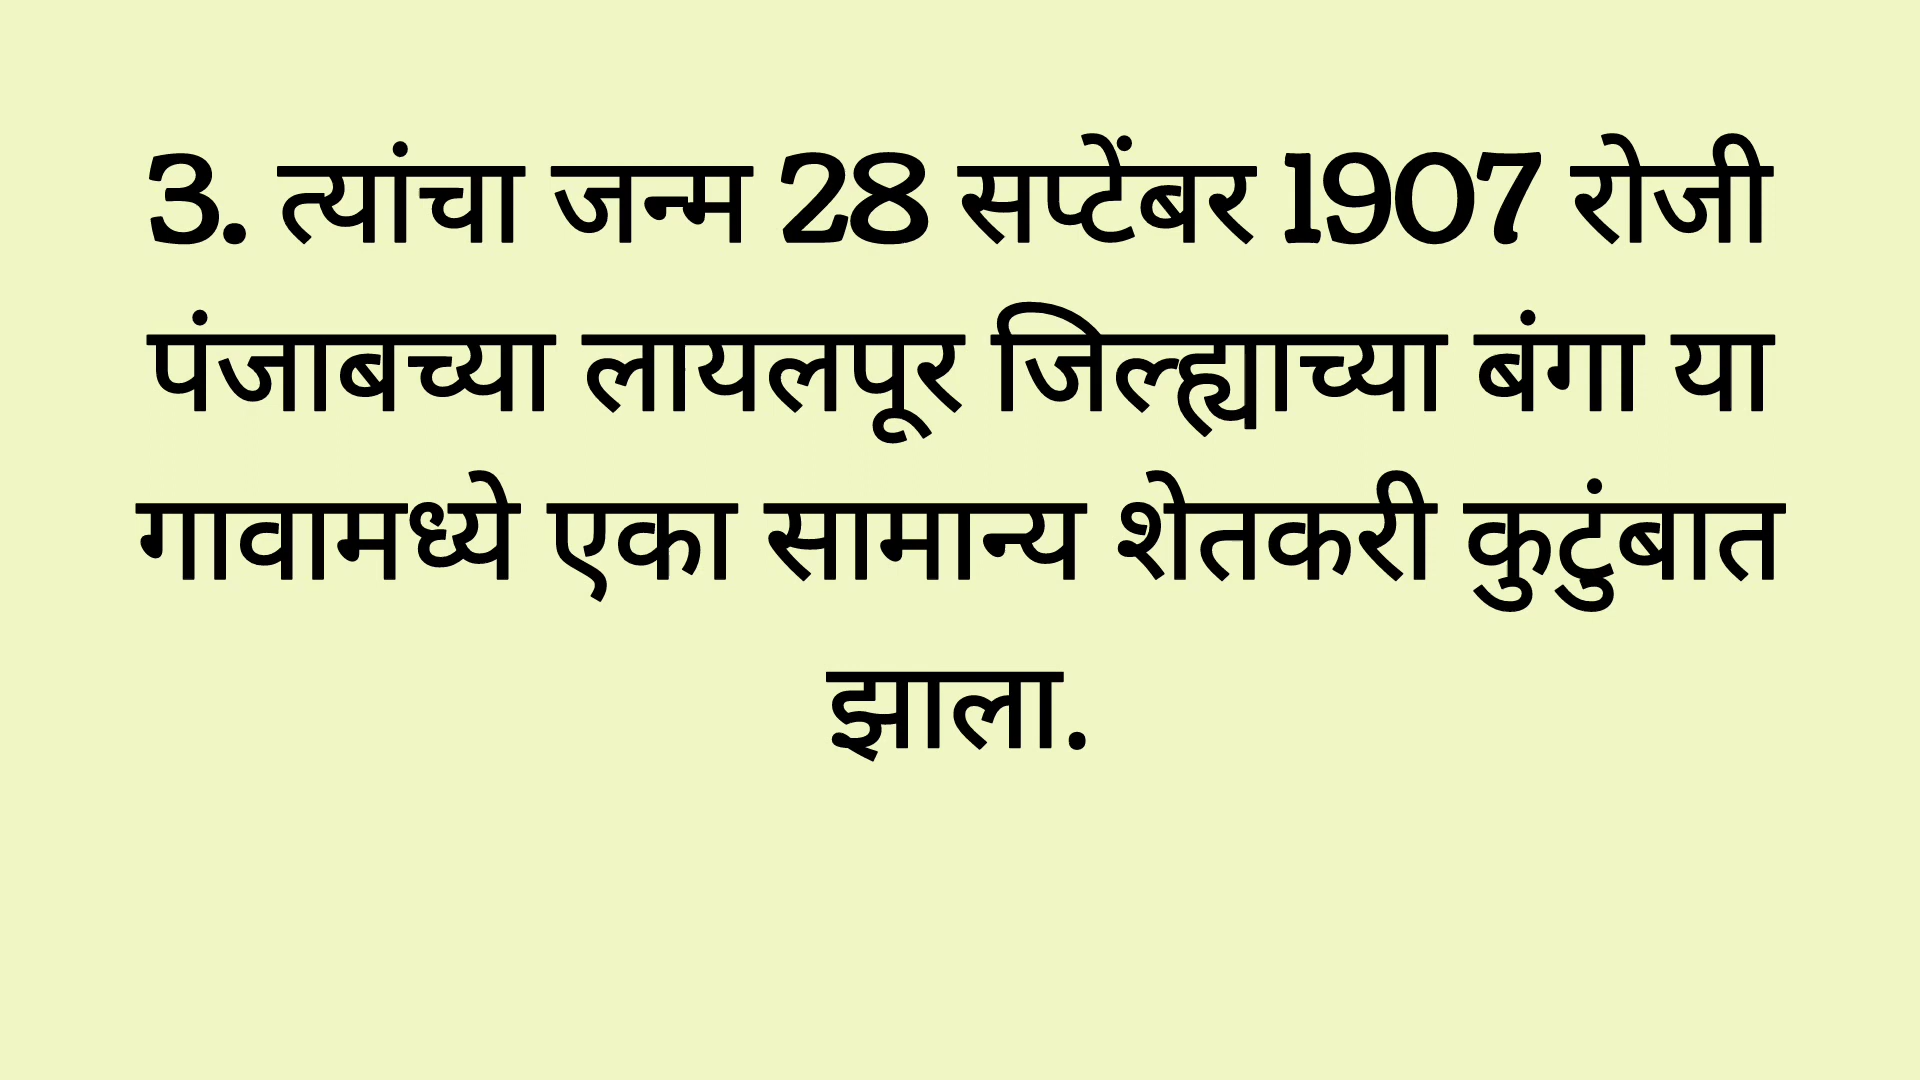 3. त्यांचा जन्म 28 सप्टेंबर 1907 रोजी
पंजाबच्या लायलपूर जिल्ह्याच्या बंगा या
गावामध्ये एका सामान्य शेतकरी कुटुंबात
झाला.